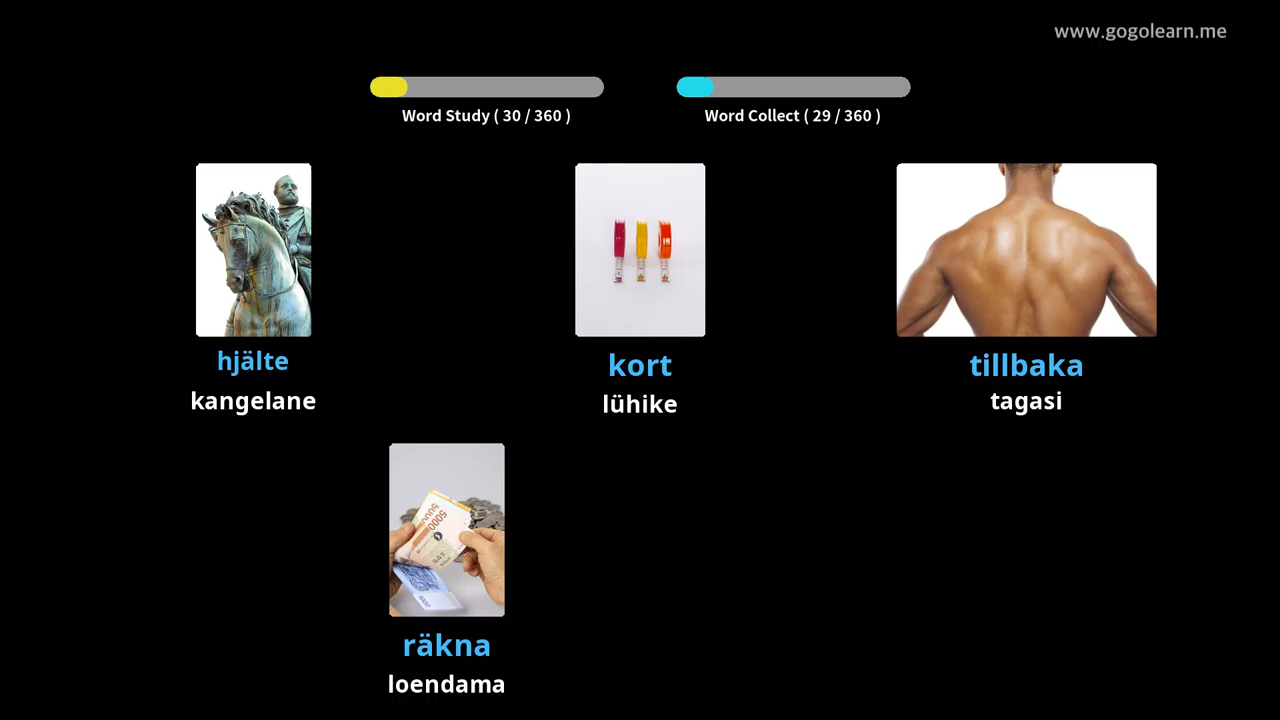 www.gogolearn.me
Word Study ( 30 / 360 )
Word Collect ( 29 / 360 )
hjälte
kangelane
kort
lühike
tillbaka
tagasi
5000
räkna
loendama